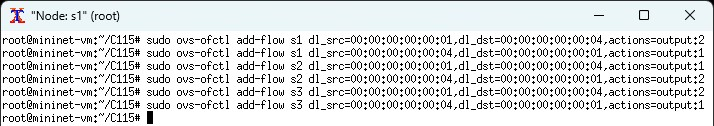 "Node: s1" (root)
root@mininet-vm:~/C115# sudo ovs-ofctl add-flow s1 dl_src=00:00:00:00:00:01,dl_dst=00:00:00:00:00:04,actions=output:2
root@mininet-vm:~/C115# sudo ovs-ofctl add-flow s1 dl_src=00:00:00:00:00:04,dl_dst=00:00:00:00:00:01,actions=output:1
root@mininet-vm:~/C115# sudo ovs-ofctl add-flow s2 dl_src=00:00:00:00:00:01,dl_dst=00:00:00:00:00:04,actions=output:2
root@mininet-vm:~/C115# sudo ovs-ofctl add-flow s2 dl_src=00:00:00:00:00:04,dl_dst=00:00:00:00:00:01,actions=output:1
root@mininet-vm:~/C115# sudo ovs-ofctl add-flow s3 dl_src=00:00:00:00:00:01,dl_dst=00:00:00:00:00:04,actions=output:2
root@mininet-vm:~/C115# sudo ovs-ofctl add-flow s3 dl_src=00:00:00:00:00:04,dl_dst=00:00:00:00:00:01,actions=output:1
root@mininet-vm:~/C115#